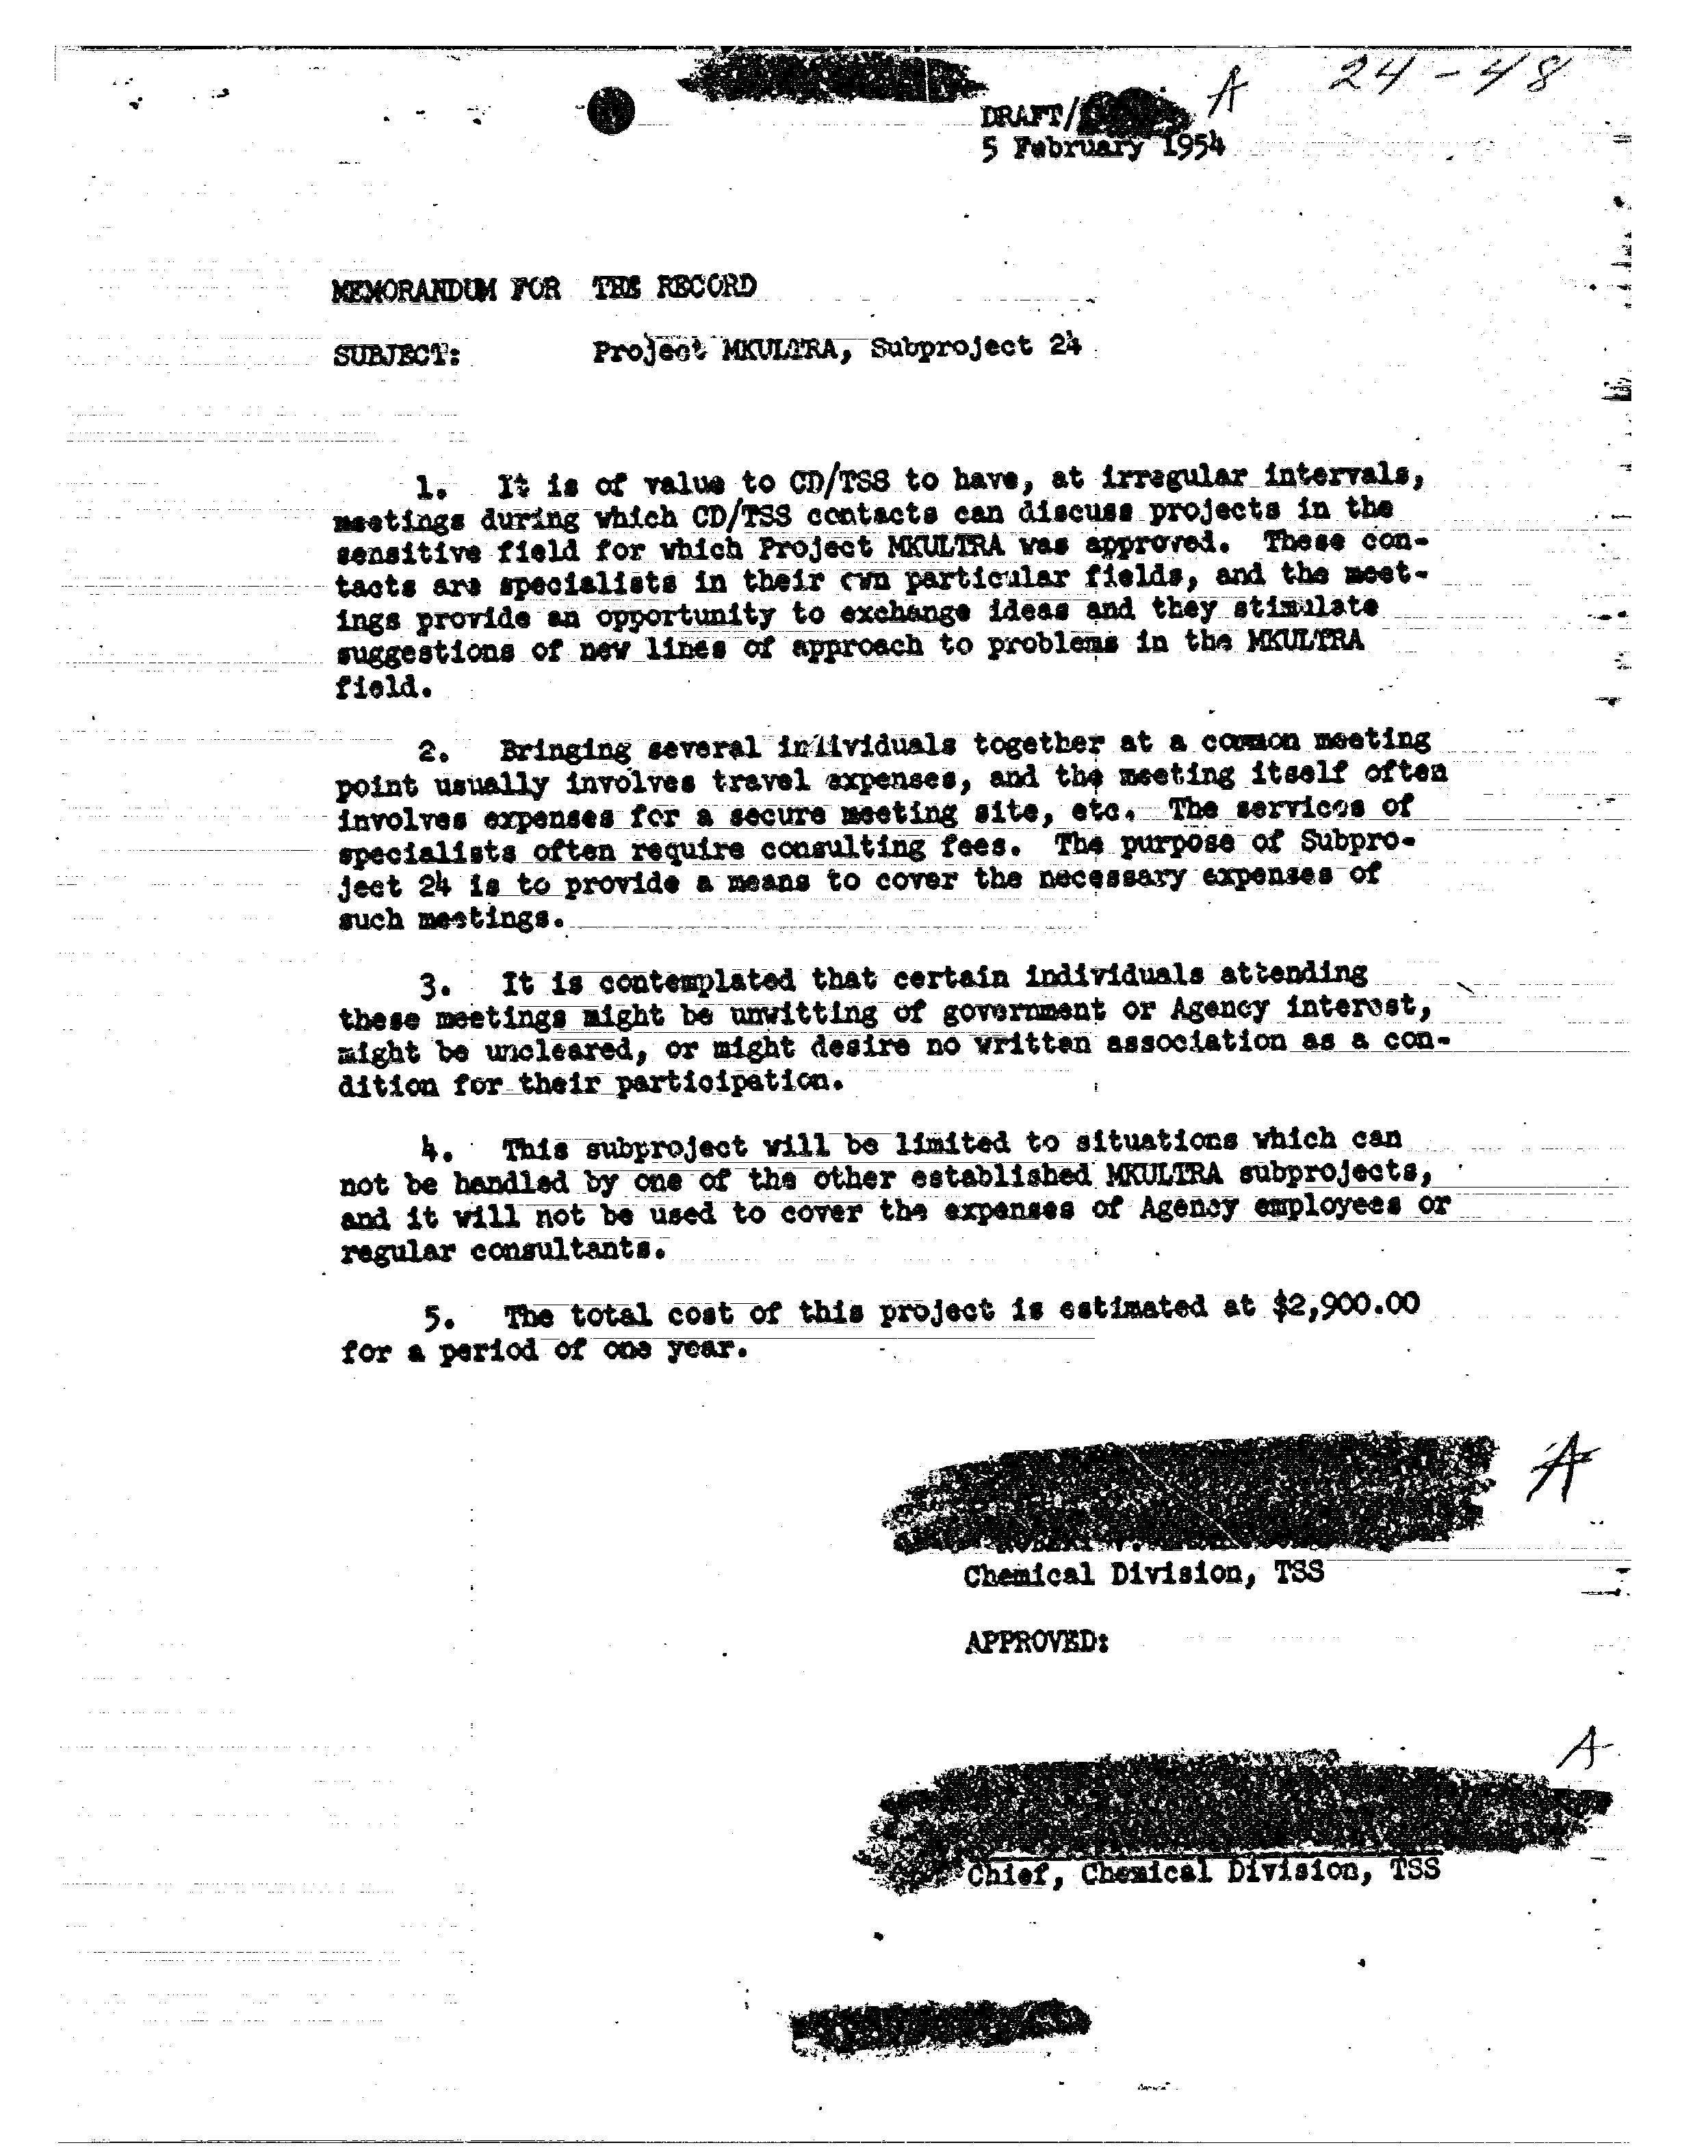 24-48
A
DRAFT/
5 February 1954
MEMORANDUM FOR THE RECORD
SUBJECT: Project MKULTRA, Subproject 24
1. It is of value to CD/TSS to have, at irregular intervals,
meetings during which CD/TSS contacts can discuss projects in the
sensitive field for which Project MKULTRA was approved. These con-
tacts are specialists in their own particular fields, and the meet-
ings provide an opportunity to exchange ideas and they stimulate
suggestions of new lines of approach to problems in the MKULTRA
field.
2. Bringing several individuals together at a common meeting
point usually involves travel expenses, and the meeting itself often
involves expenses for a secure meeting site, etc. The services of
specialists often require consulting fees. The purpose of Subpro-
ject 24 is to provide a means to cover the necessary expenses of
such meetings.
3. It is contemplated that certain individuals attending
these meetings might be unwitting of government or Agency interest,
might be uncleared, or might desire no written association as a con-
dition for their participation.
4. This subproject will be limited to situations which can
not be handled by one of the other established MKULTRA subprojects,
and it will not be used to cover the expenses of Agency employees or
regular consultants.
5. The total cost of this project is estimated at $2,900.00
for a period of one year.
A
Chemical Division, TSS
APPROVED:
A
Chief, Chemical Division, TSS